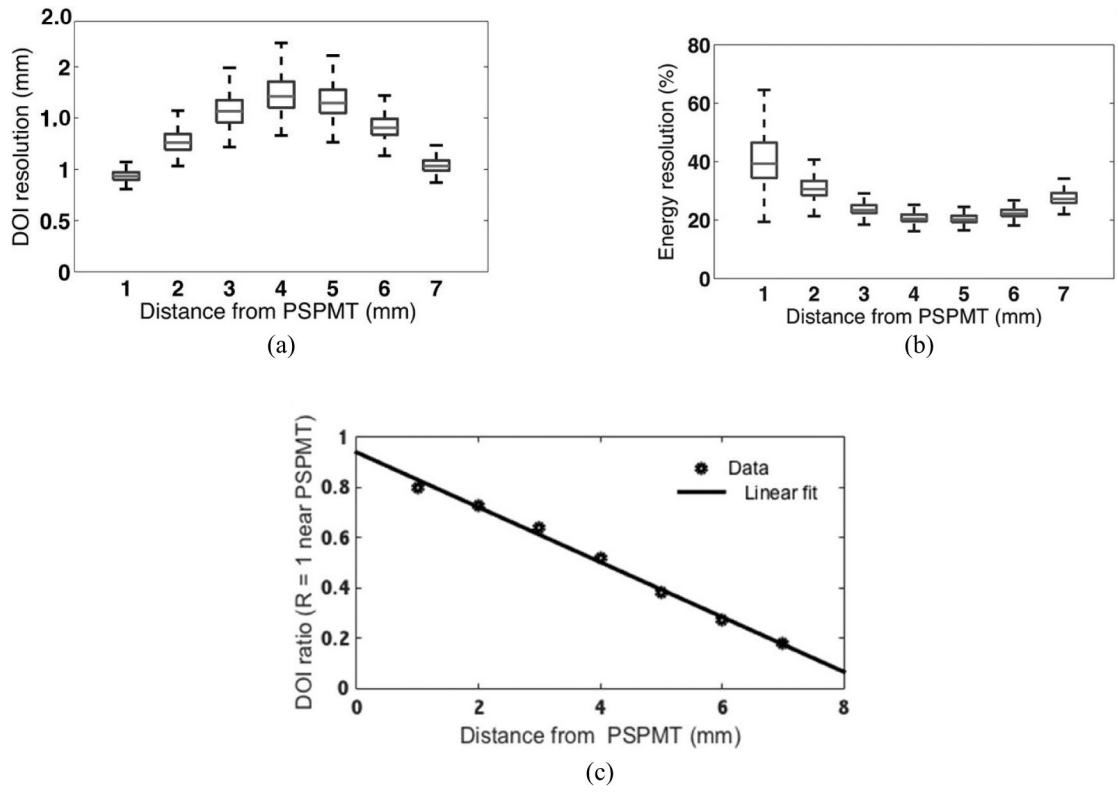 2.0
2
1.0
1
0.5
0
DOI resolution (mm)
1 2 3 4 5 6 7
Distance from PSPMT (mm)
(a)
80
60
40
20
0
Energy resolution (%)
1 2 3 4 5 6 7
Distance from PSPMT (mm)
(b)
1
0.8
0.6
0.4
0.2
0
DOI ratio (R = 1 near PSPMT)
Data
Linear fit
0 2 4 6 8
Distance from PSPMT (mm)
(c)